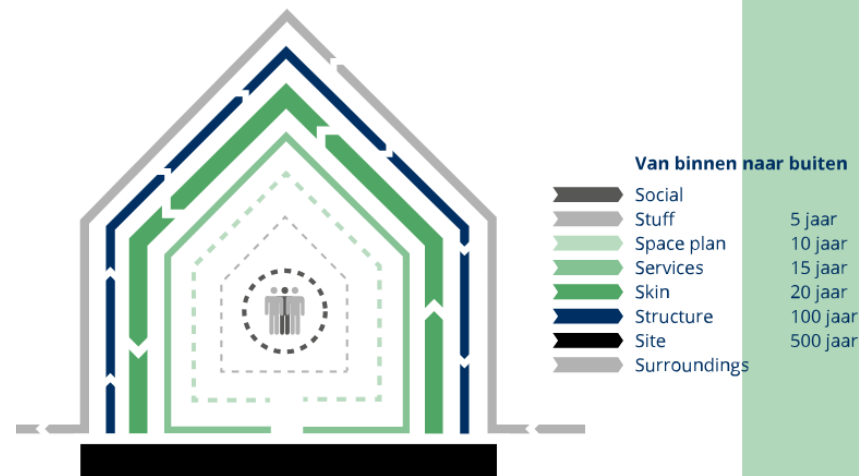 Van binnen naar buiten
Social
Stuff 5 jaar
Space plan 10 jaar
Services 15 jaar
Skin 20 jaar
Structure 100 jaar
Site 500 jaar
Surroundings